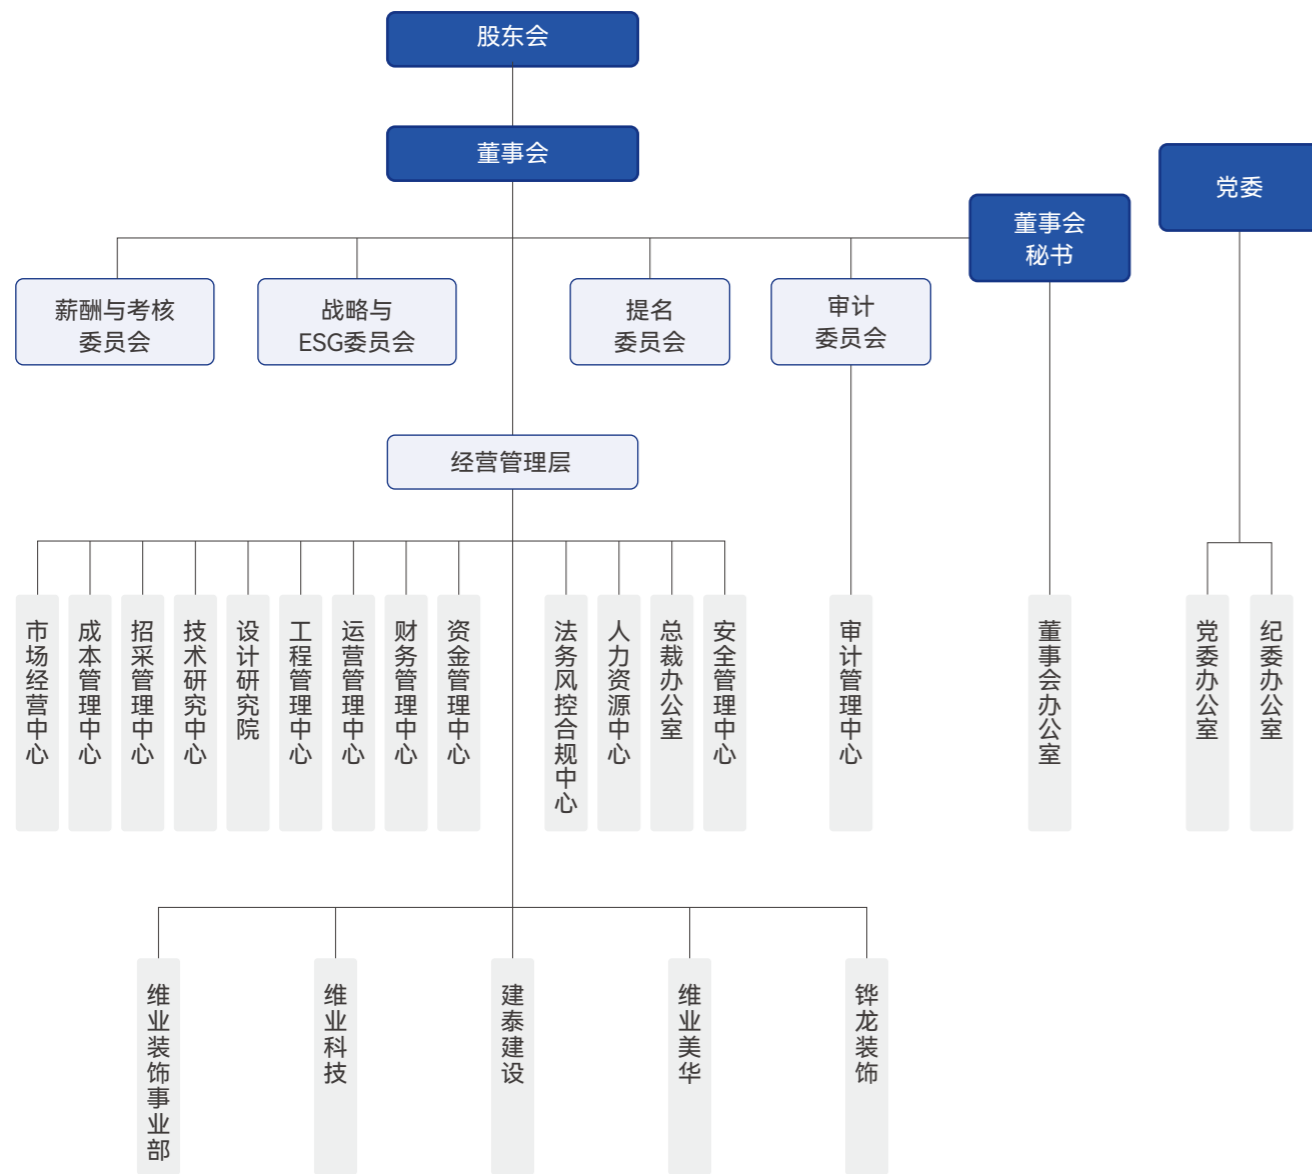 股东会
董事会
党委
董事会
秘书
薪酬与考核
委员会
战略与
ESG委员会
提名
委员会
审计
委员会
经营管理层
市场经营中心
成本管理中心
招采管理中心
技术研究中心
设计研究院
工程管理中心
运营管理中心
财务管理中心
资金管理中心
法务风控合规中心
人力资源中心
总裁办公室
安全管理中心
审计管理中心
董事会办公室
党委办公室
纪委办公室
维业装饰事业部
维业科技
建泰建设
维业美华
铧龙装饰